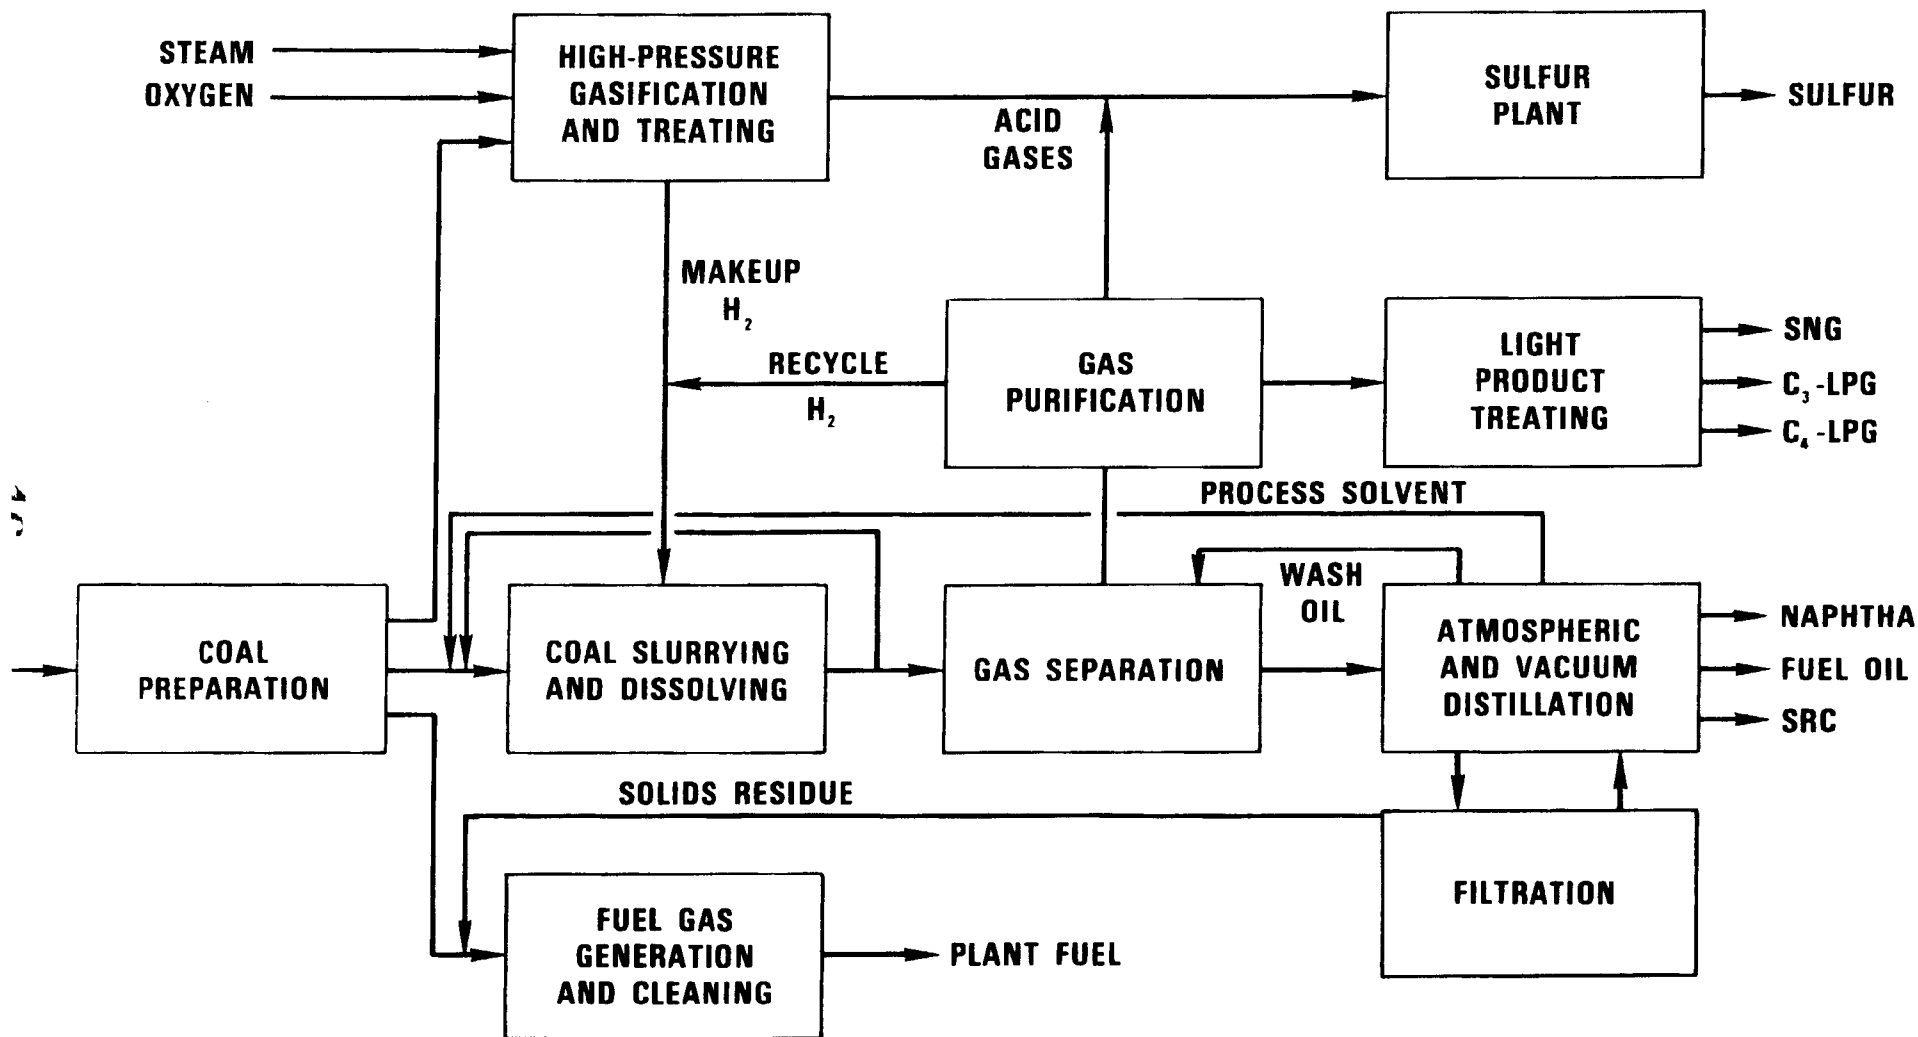 STEAM
OXYGEN
HIGH-PRESSURE
GASIFICATION
AND TREATING
ACID
GASES
SULFUR
PLANT
SULFUR
MAKEUP
H₂
RECYCLE
H₂
GAS
PURIFICATION
LIGHT
PRODUCT
TREATING
SNG
C₃-LPG
C₄-LPG
PROCESS SOLVENT
WASH
OIL
COAL
PREPARATION
COAL SLURRYING
AND DISSOLVING
GAS SEPARATION
ATMOSPHERIC
AND VACUUM
DISTILLATION
NAPHTHA
FUEL OIL
SRC
SOLIDS RESIDUE
FILTRATION
FUEL GAS
GENERATION
AND CLEANING
PLANT FUEL